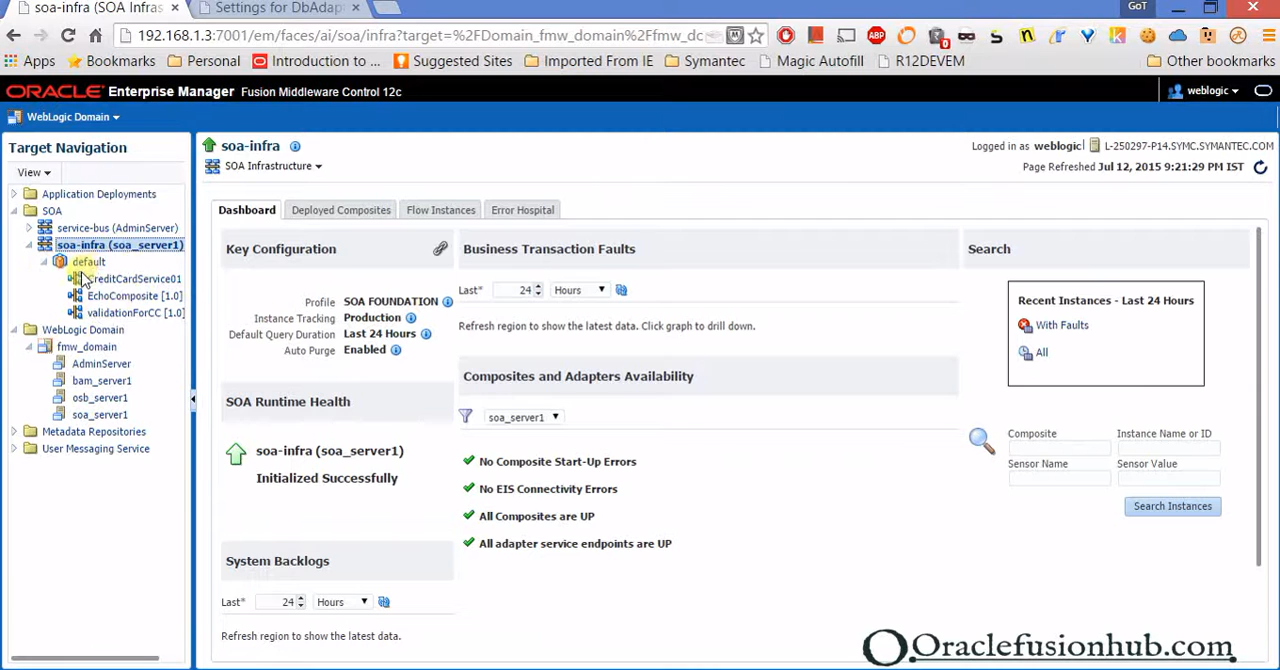 soa-infra (SOA Infras
Settings for DbAdap
GoT
192.168.1.3:7001/em/faces/ai/soa/infra?target=%2FDomain_fmw_domain%2Ffmw_dc
Apps Bookmarks Personal Introduction to ... Suggested Sites Imported From IE Symantec Magic Autofill R12DEVEM Other bookmarks
ORACLE Enterprise Manager Fusion Middleware Control 12c
weblogic
WebLogic Domain
Target Navigation
View
Application Deployments
SOA
service-bus (AdminServer)
soa-infra (soa_server1)
default
CreditCardService01
EchoComposite [1.0]
validationForCC [1.0]
WebLogic Domain
fmw_domain
AdminServer
bam_server1
osb_server1
soa_server1
Metadata Repositories
User Messaging Service
soa-infra
SOA Infrastructure
Logged in as weblogic L-250297-P14.SYMC.SYMANTEC.COM
Page Refreshed Jul 12, 2015 9:21:29 PM IST
Dashboard Deployed Composites Flow Instances Error Hospital
Key Configuration
Profile SOA FOUNDATION
Instance Tracking Production
Default Query Duration Last 24 Hours
Auto Purge Enabled
SOA Runtime Health
soa-infra (soa_server1)
Initialized Successfully
System Backlogs
Last* 24 Hours
Refresh region to show the latest data.
Business Transaction Faults
Last* 24 Hours
Refresh region to show the latest data. Click graph to drill down.
Composites and Adapters Availability
soa_server1
No Composite Start-Up Errors
No EIS Connectivity Errors
All Composites are UP
All adapter service endpoints are UP
Search
Recent Instances - Last 24 Hours
With Faults
All
Composite Instance Name or ID
Sensor Name Sensor Value
Search Instances
Oraclefusionhub.com